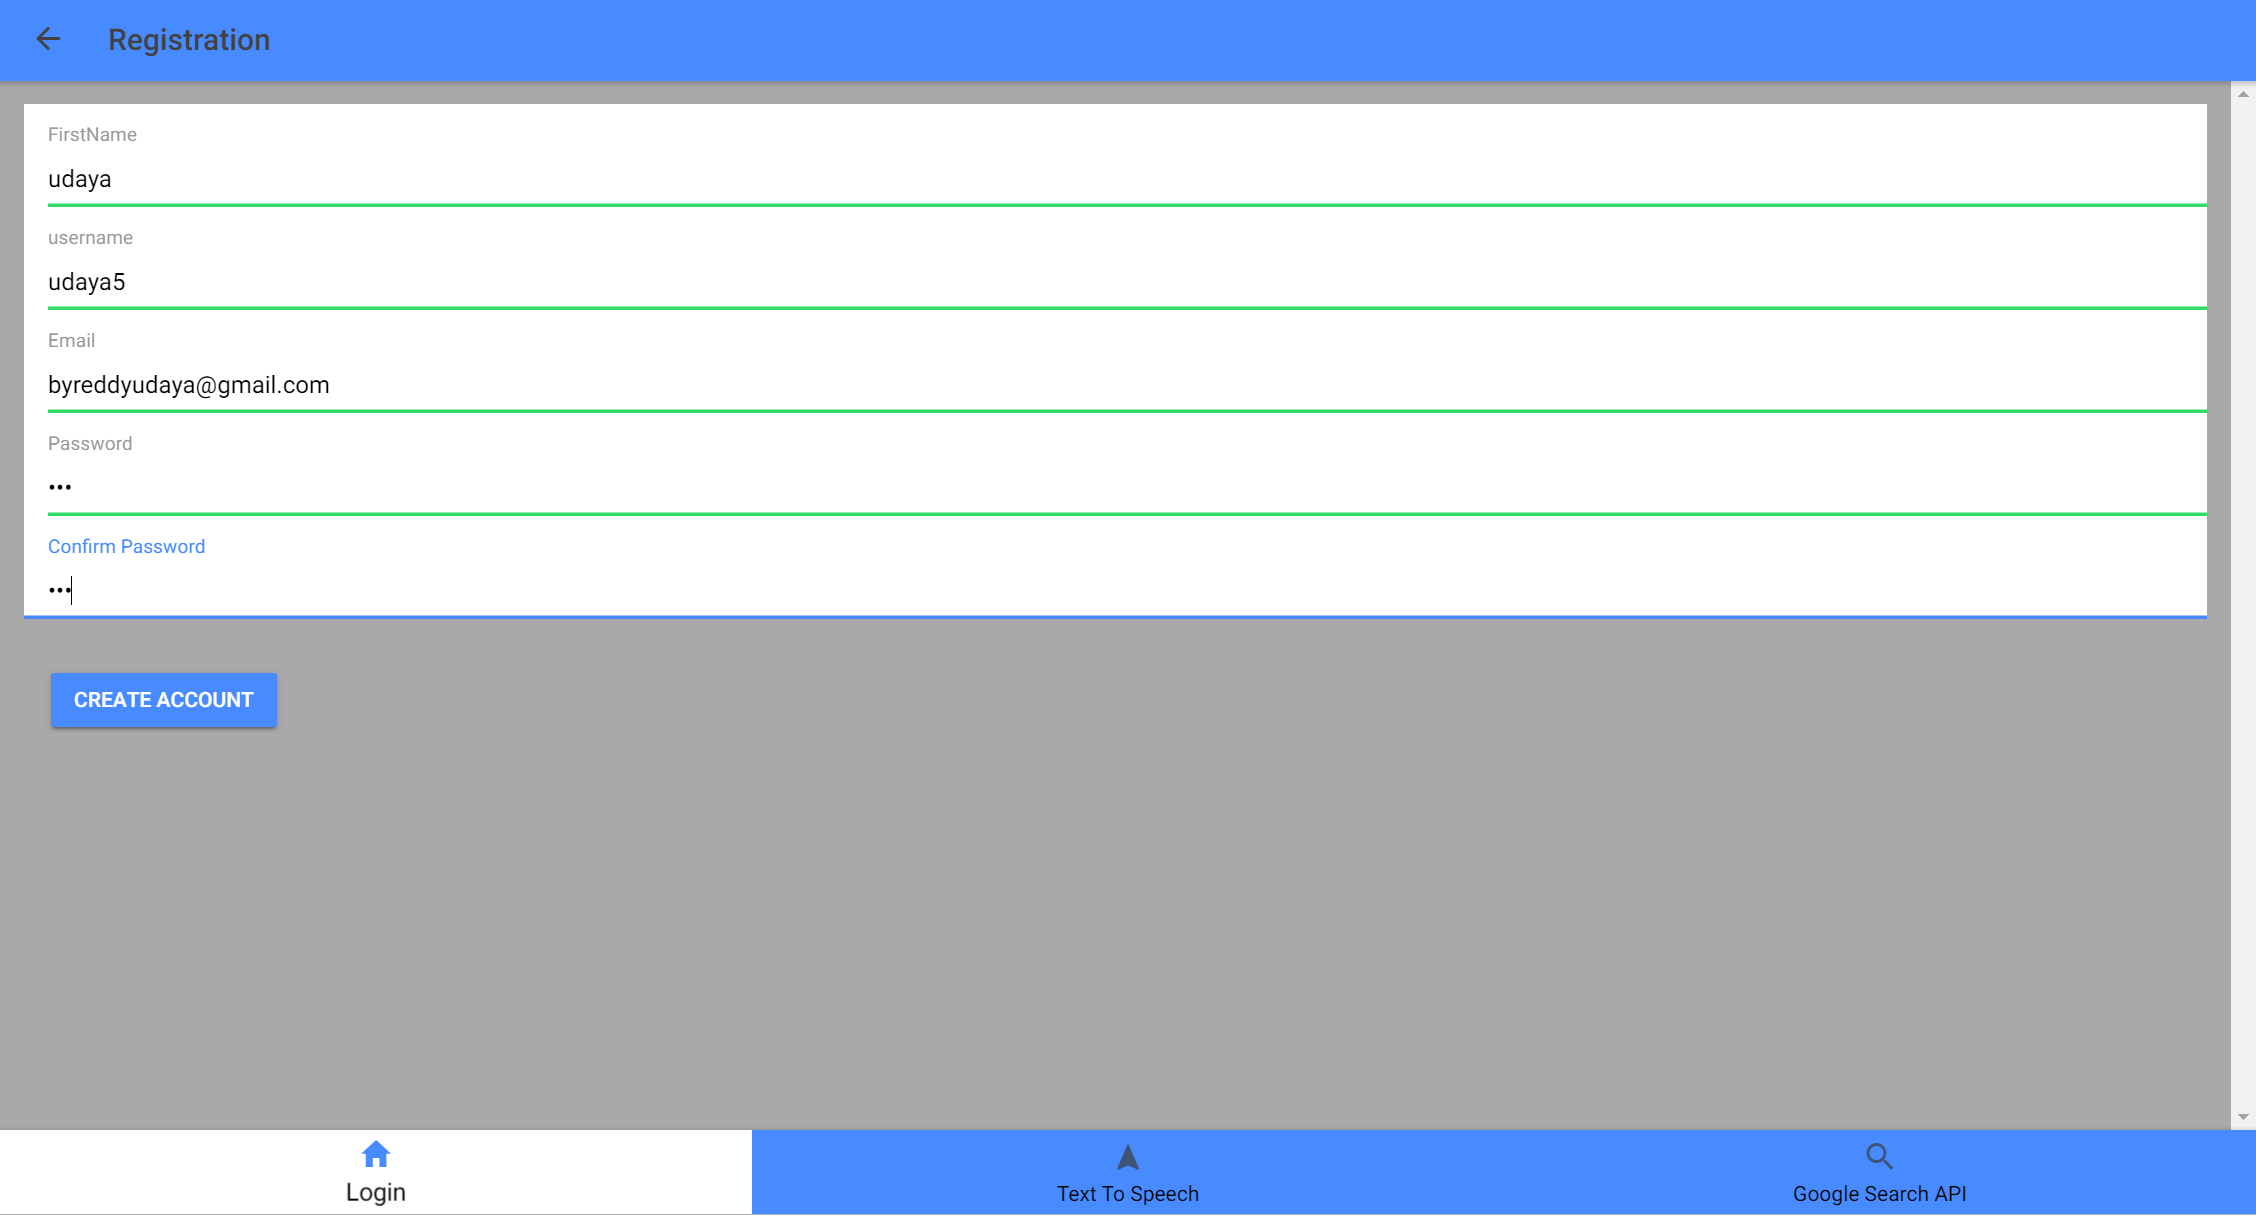 Registration
FirstName
udaya
username
udaya5
Email
byreddyudaya@gmail.com
Password
•••
Confirm Password
•••
CREATE ACCOUNT
Login
Text To Speech
Google Search API